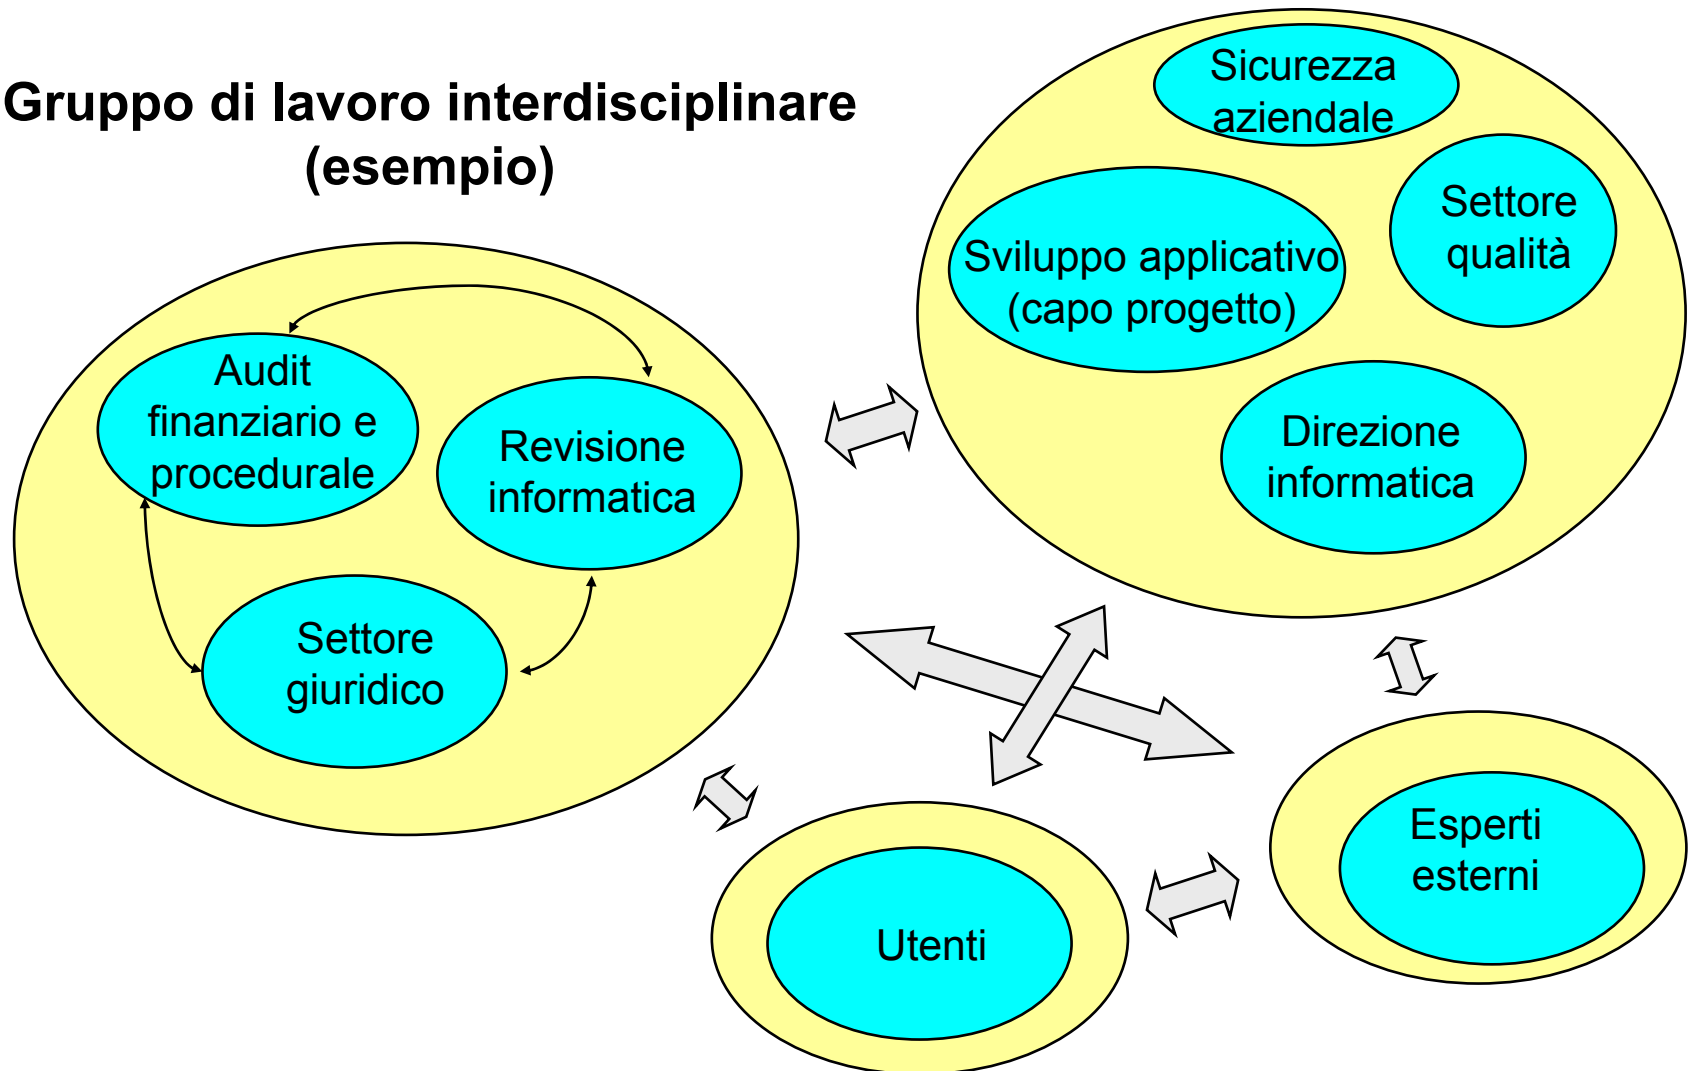 Gruppo di lavoro interdisciplinare
(esempio)
Sicurezza
aziendale
Settore
qualità
Sviluppo applicativo
(capo progetto)
Direzione
informatica
Audit
finanziario e
procedurale
Revisione
informatica
Settore
giuridico
Esperti
esterni
Utenti